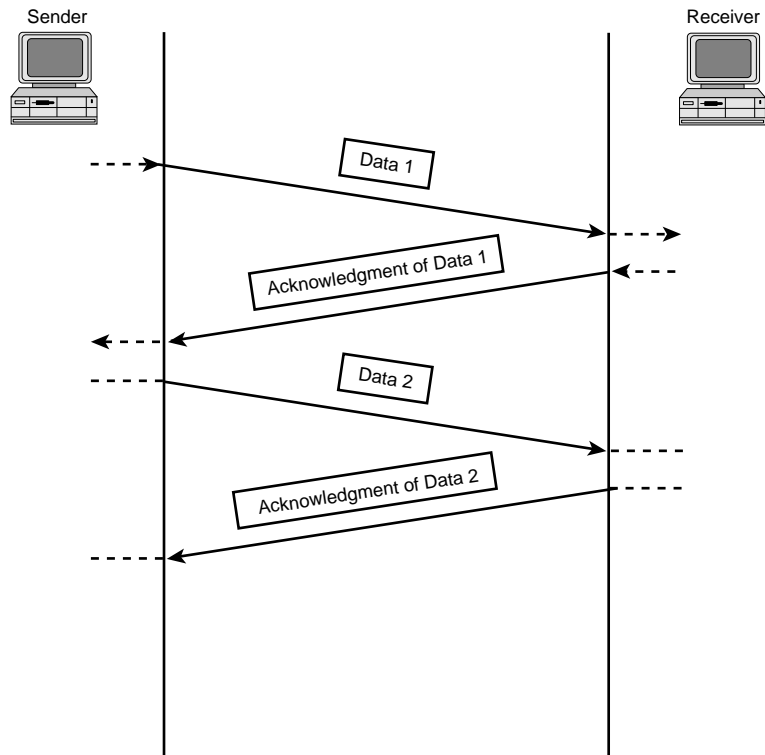 Sender
Receiver
Data 1
Acknowledgment of Data 1
Data 2
Acknowledgment of Data 2